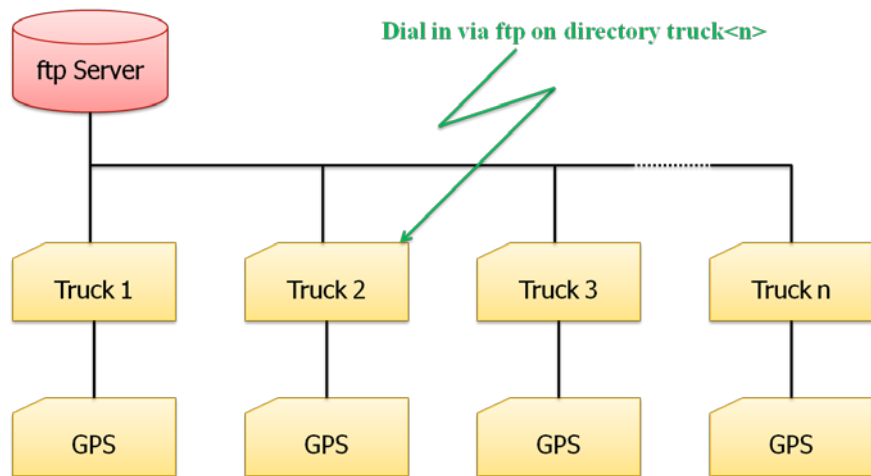 Dial in via ftp on directory truck<n>
ftp Server
Truck 1
Truck 2
Truck 3
Truck n
GPS
GPS
GPS
GPS